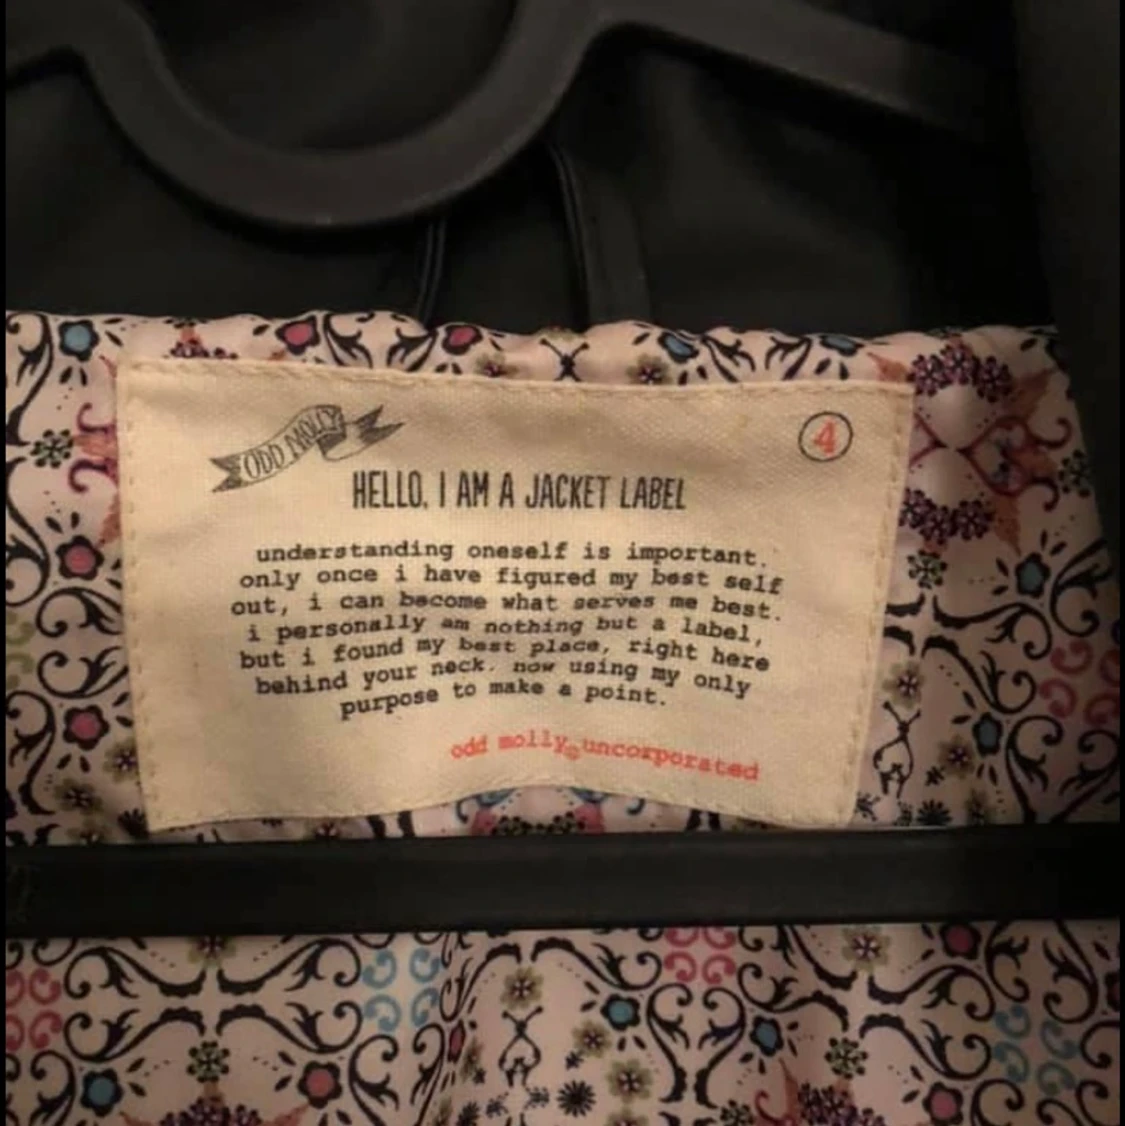 ODD MOLLY
4
HELLO, I AM A JACKET LABEL
understanding oneself is important.
only once i have figured my best self
out, i can become what serves me best.
i personally am nothing but a label,
but i found my best place, right here
behind your neck. now using my only
purpose to make a point.
odd molly© uncorporated